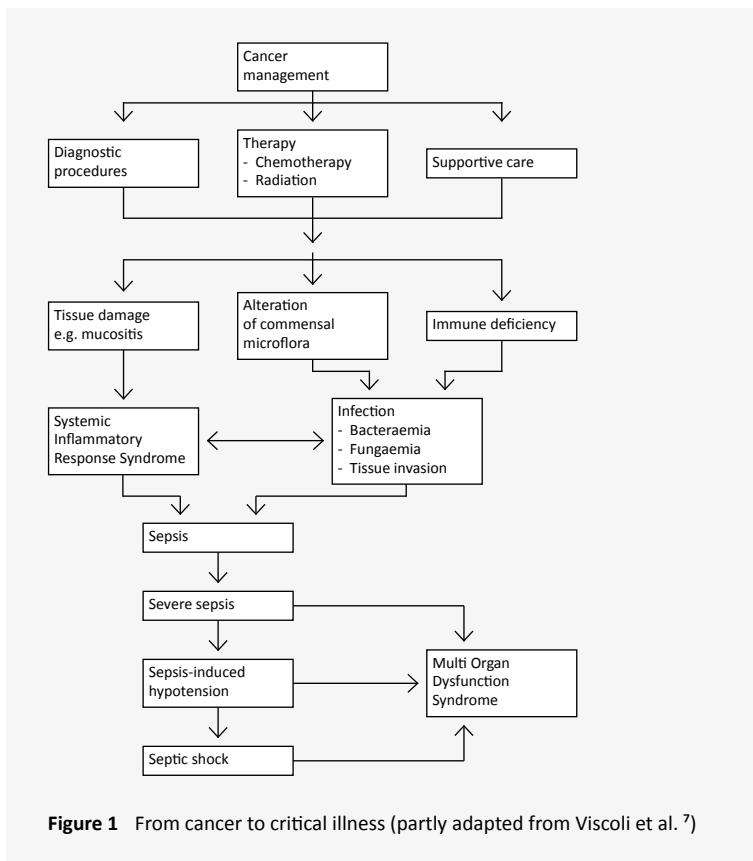 Cancer
management
Diagnostic
procedures
Therapy
- Chemotherapy
- Radiation
Supportive care
Tissue damage
e.g. mucositis
Alteration
of commensal
microflora
Immune deficiency
Systemic
Inflammatory
Response Syndrome
Infection
- Bacteraemia
- Fungaemia
- Tissue invasion
Sepsis
Severe sepsis
Sepsis-induced
hypotension
Multi Organ
Dysfunction
Syndrome
Septic shock
Figure 1 From cancer to critical illness (partly adapted from Viscoli et al. ⁷)